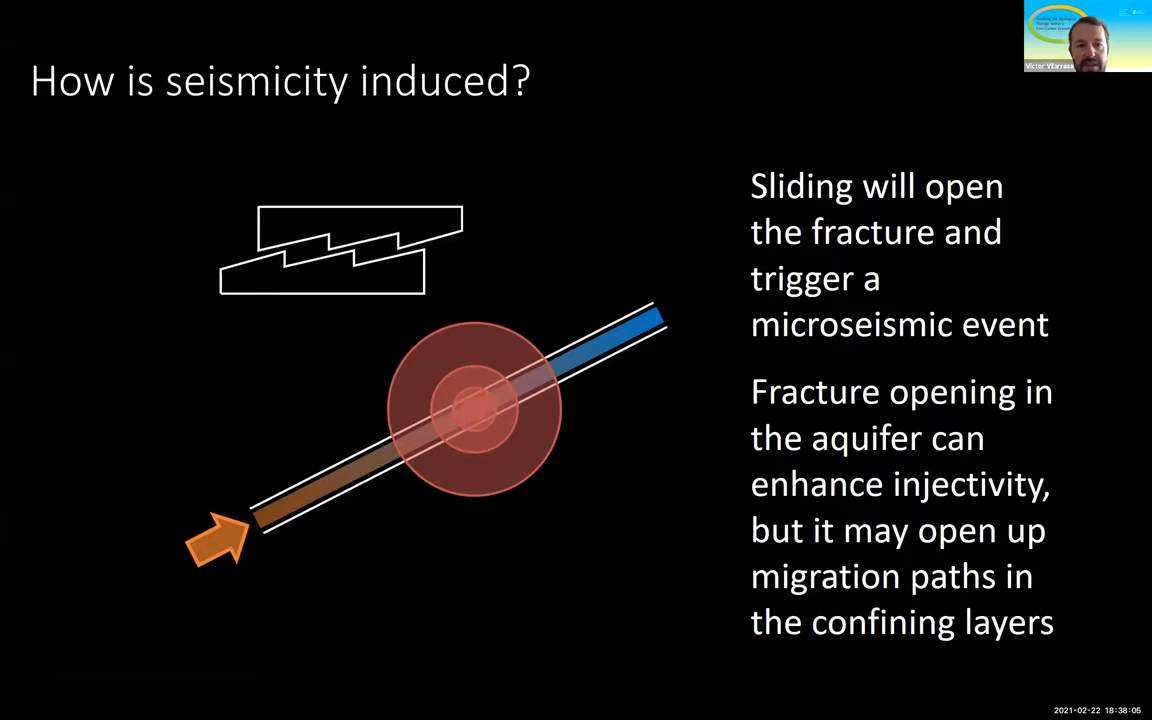 How is seismicity induced?
Victor Vilarrasa
Sliding will open
the fracture and
trigger a
microseismic event
Fracture opening in
the aquifer can
enhance injectivity,
but it may open up
migration paths in
the confining layers
2021-02-22 18:38:05